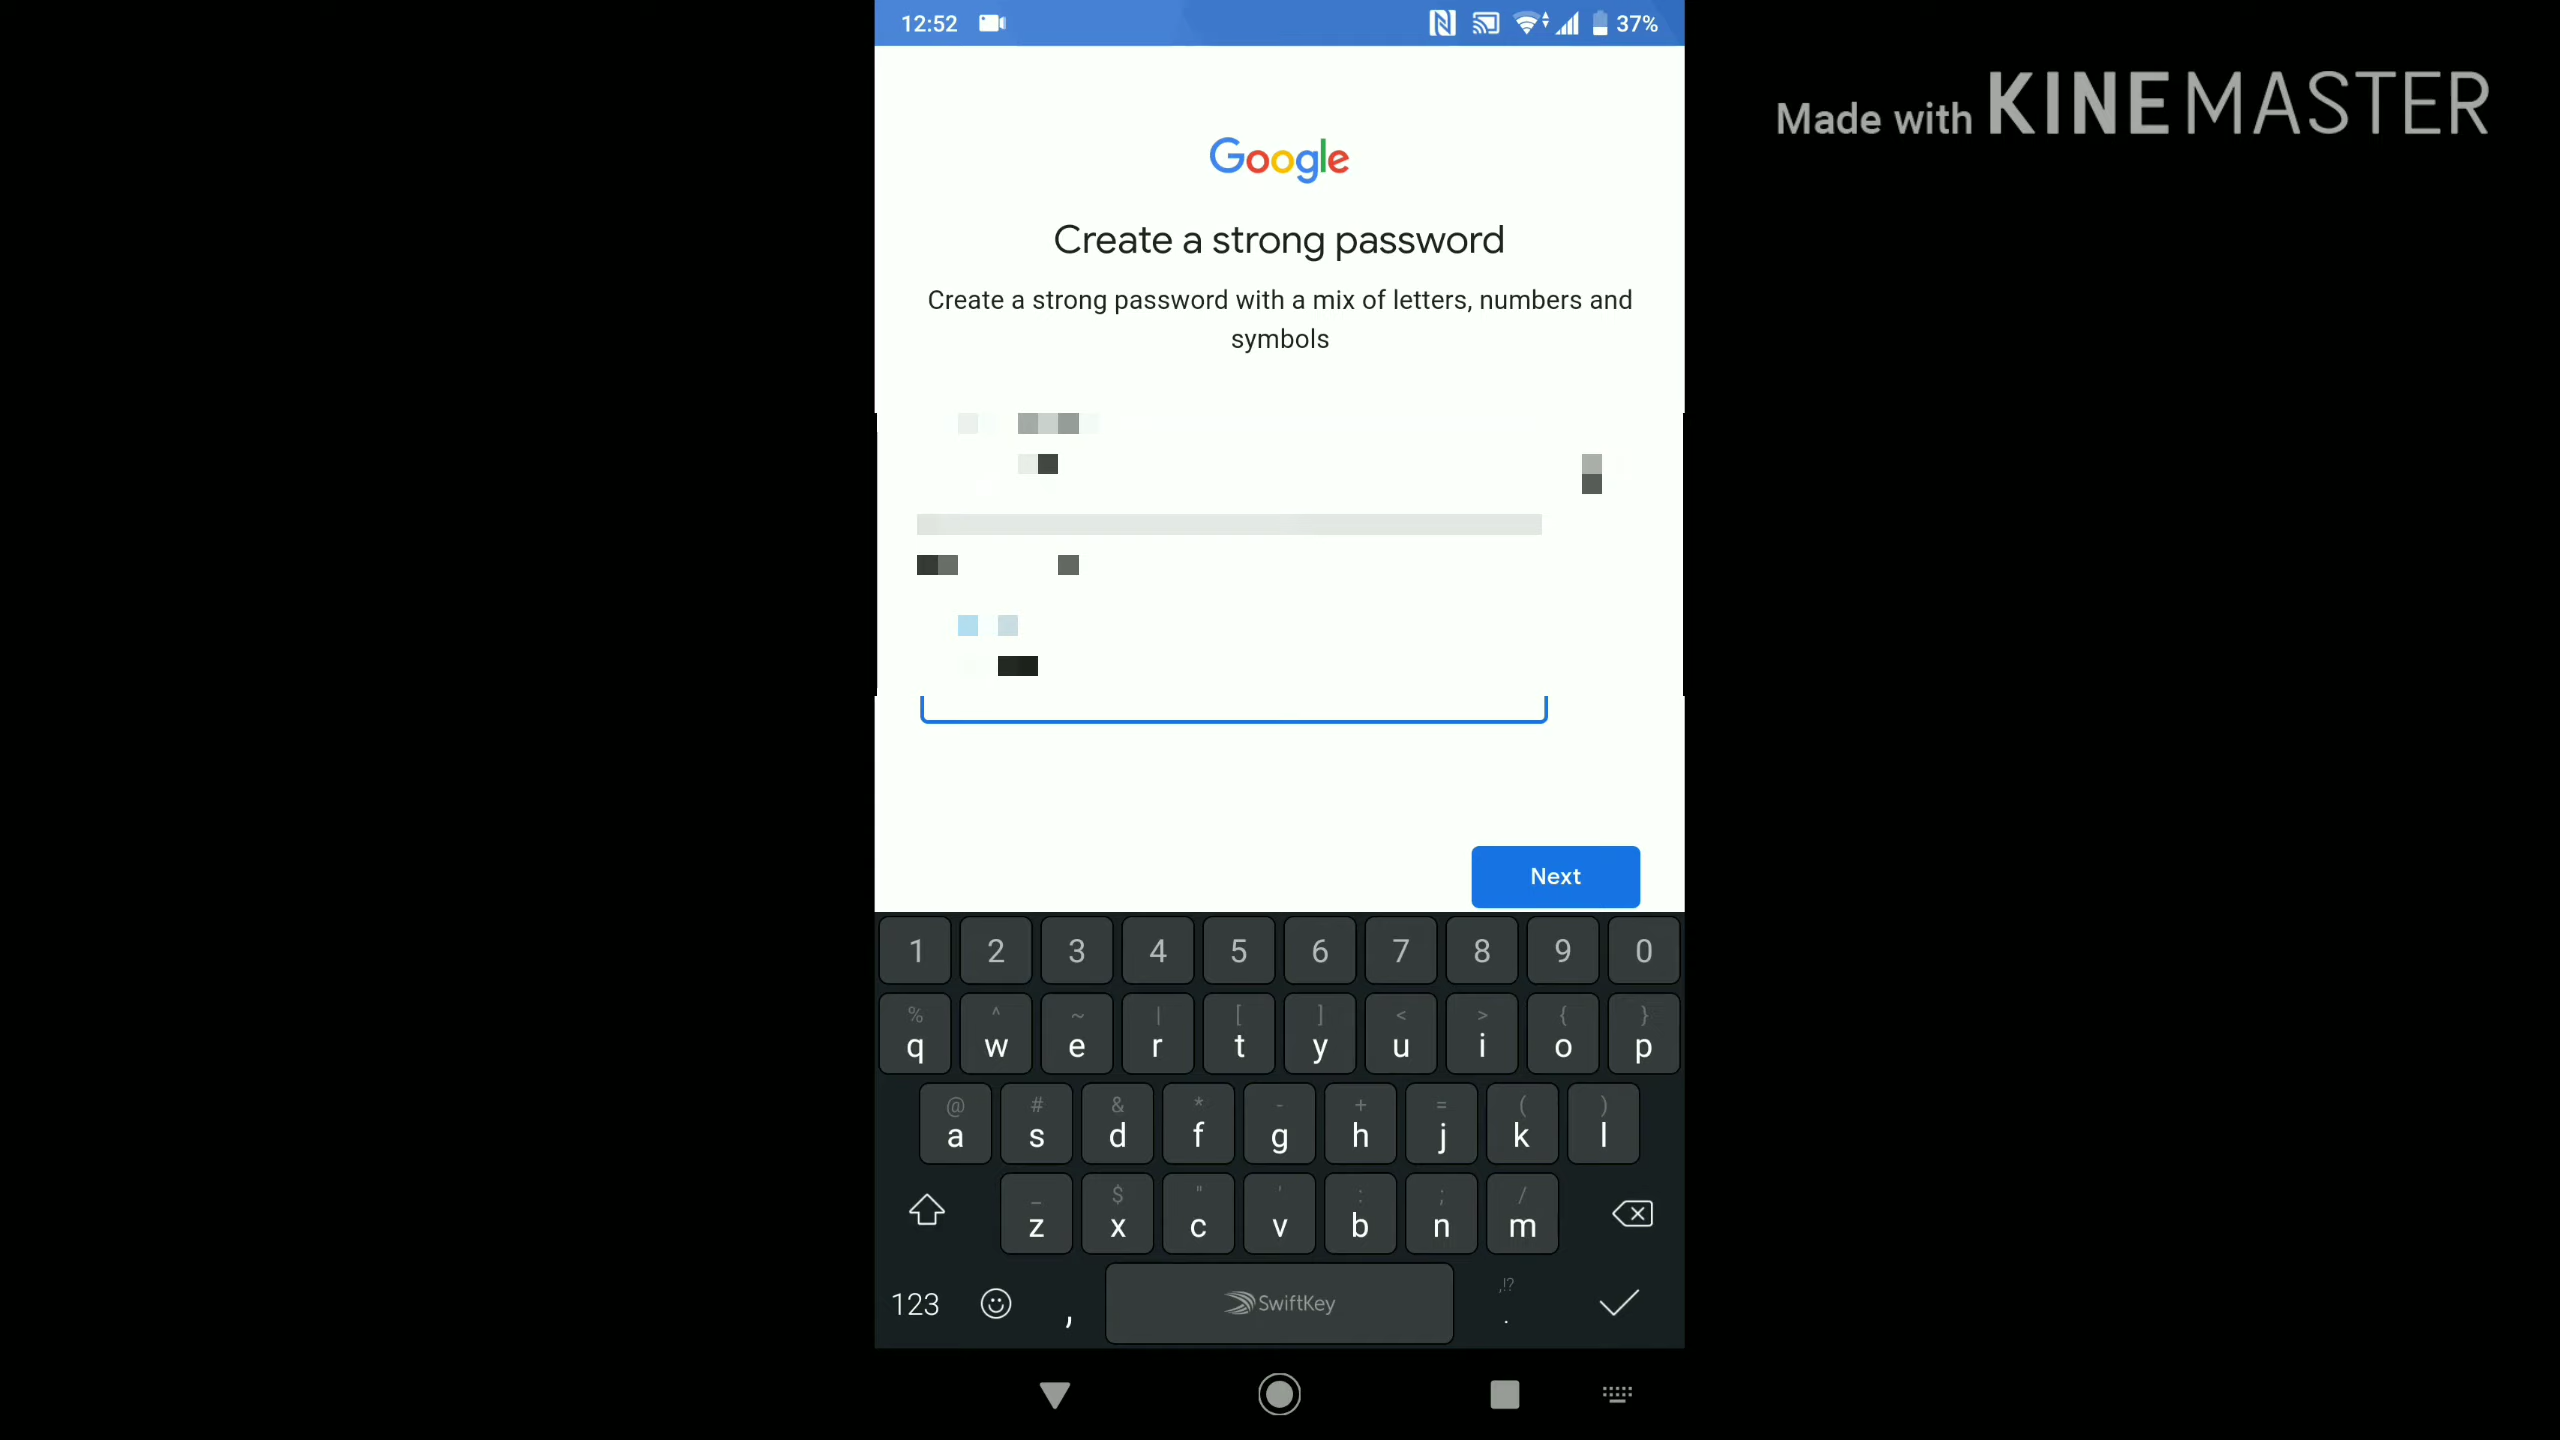 12:52
37%
Made with KINEMASTER
Google
Create a strong password
Create a strong password with a mix of letters, numbers and
symbols
Next
1 2 3 4 5 6 7 8 9 0
% ^ ~ | [ ] < > { }
q w e r t y u i o p
@ # & * - + = ( )
a s d f g h j k l
_ $ " ' : ; /
z x c v b n m
,!?
123 , SwiftKey .